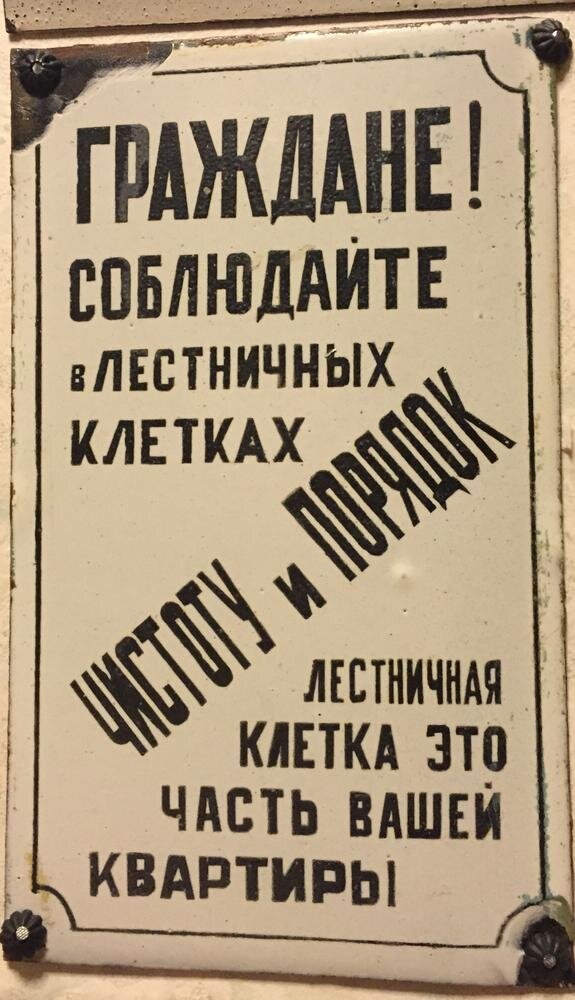 ГРАЖДАНЕ!
СОБЛЮДАЙТЕ
в ЛЕСТНИЧНЫХ
КЛЕТКАХ
ЧИСТОТУ и ПОРЯДОК
ЛЕСТНИЧНАЯ
КЛЕТКА ЭТО
ЧАСТЬ ВАШЕЙ
КВАРТИРЫ